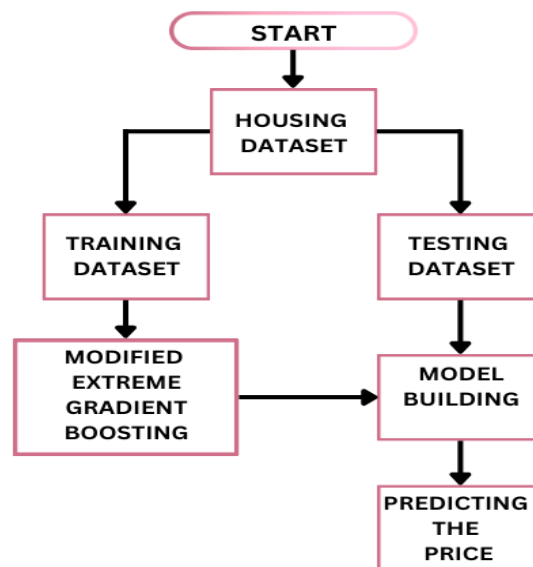 START
HOUSING
DATASET
TRAINING
DATASET
TESTING
DATASET
MODIFIED
EXTREME
GRADIENT
BOOSTING
MODEL
BUILDING
PREDICTING
THE
PRICE